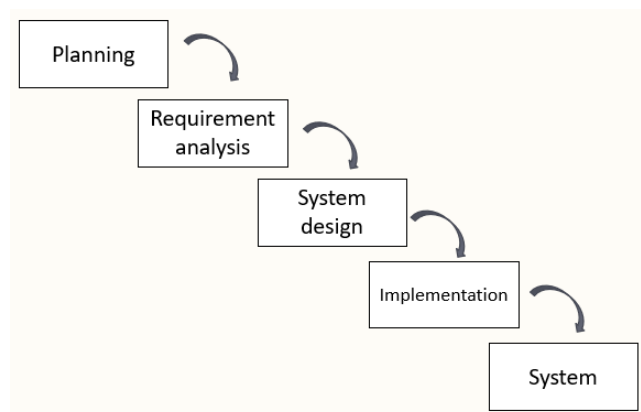 Planning
Requirement
analysis
System
design
Implementation
System